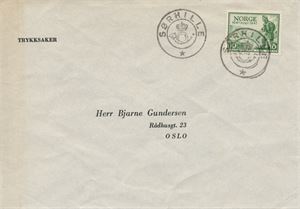 SØRHILLE
NORGE
TRYKKSAKER
Herr Bjarne Gundersen
Rådhusgt. 23
OSLO